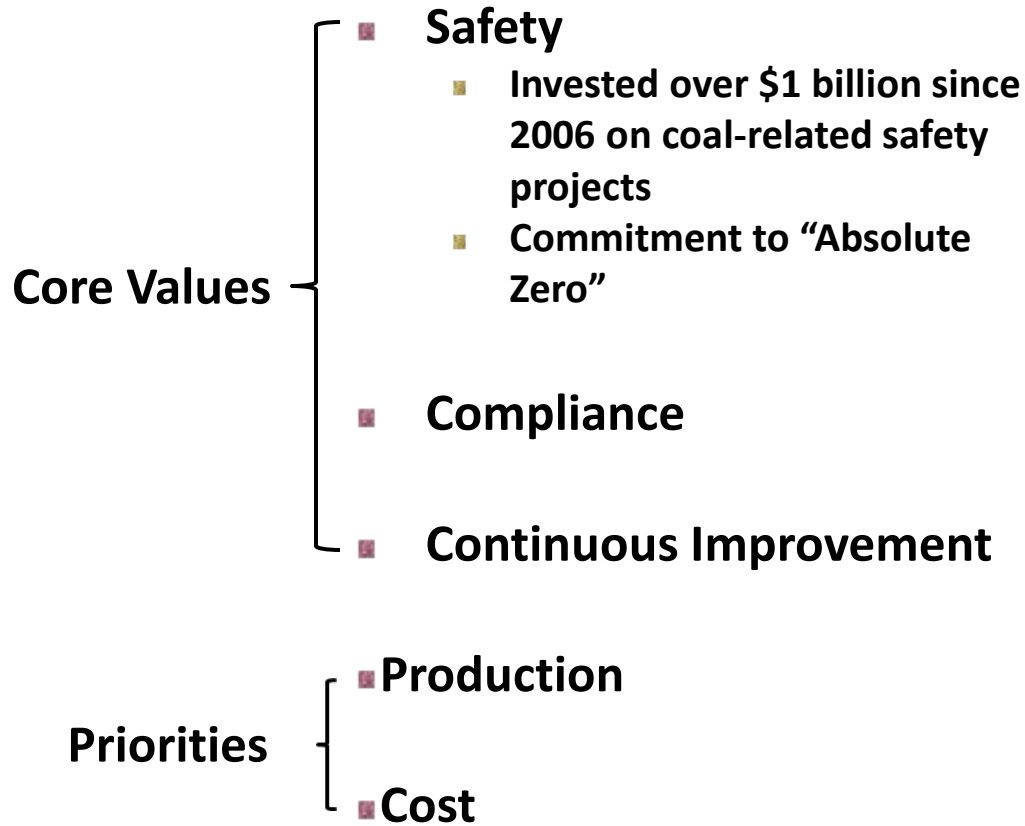 Safety
Invested over $1 billion since
2006 on coal-related safety
projects
Commitment to “Absolute
Zero”
Core Values
Compliance
Continuous Improvement
Production
Priorities
Cost